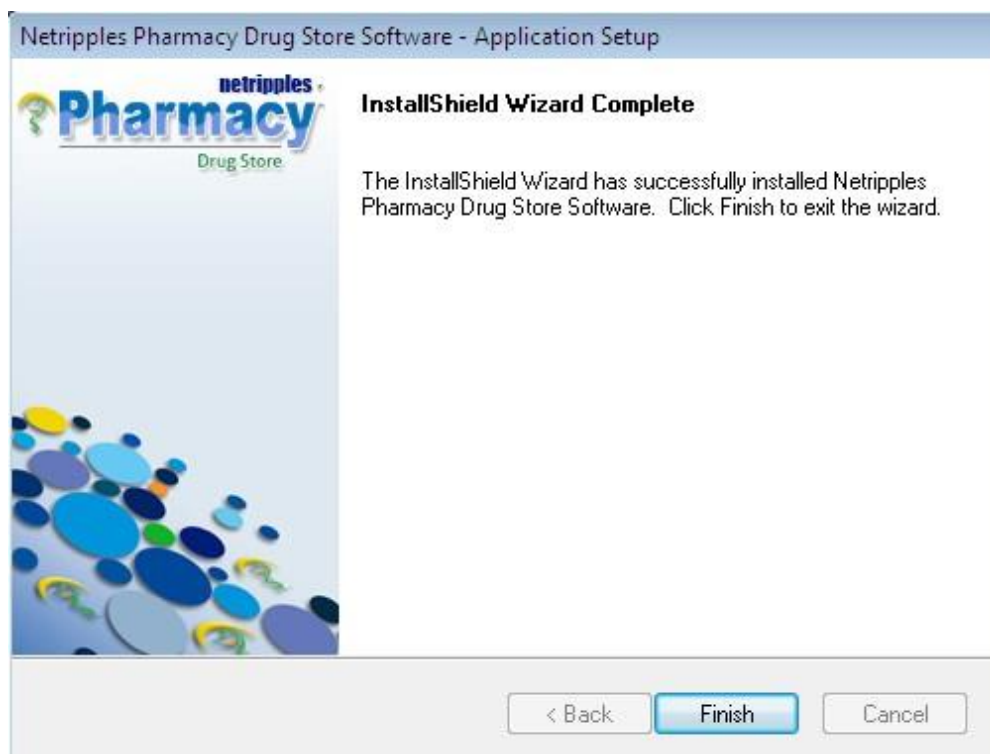 Netripples Pharmacy Drug Store Software - Application Setup
netripples
Pharmacy
Drug Store
InstallShield Wizard Complete
The InstallShield Wizard has successfully installed Netripples
Pharmacy Drug Store Software. Click Finish to exit the wizard.
< Back
Finish
Cancel